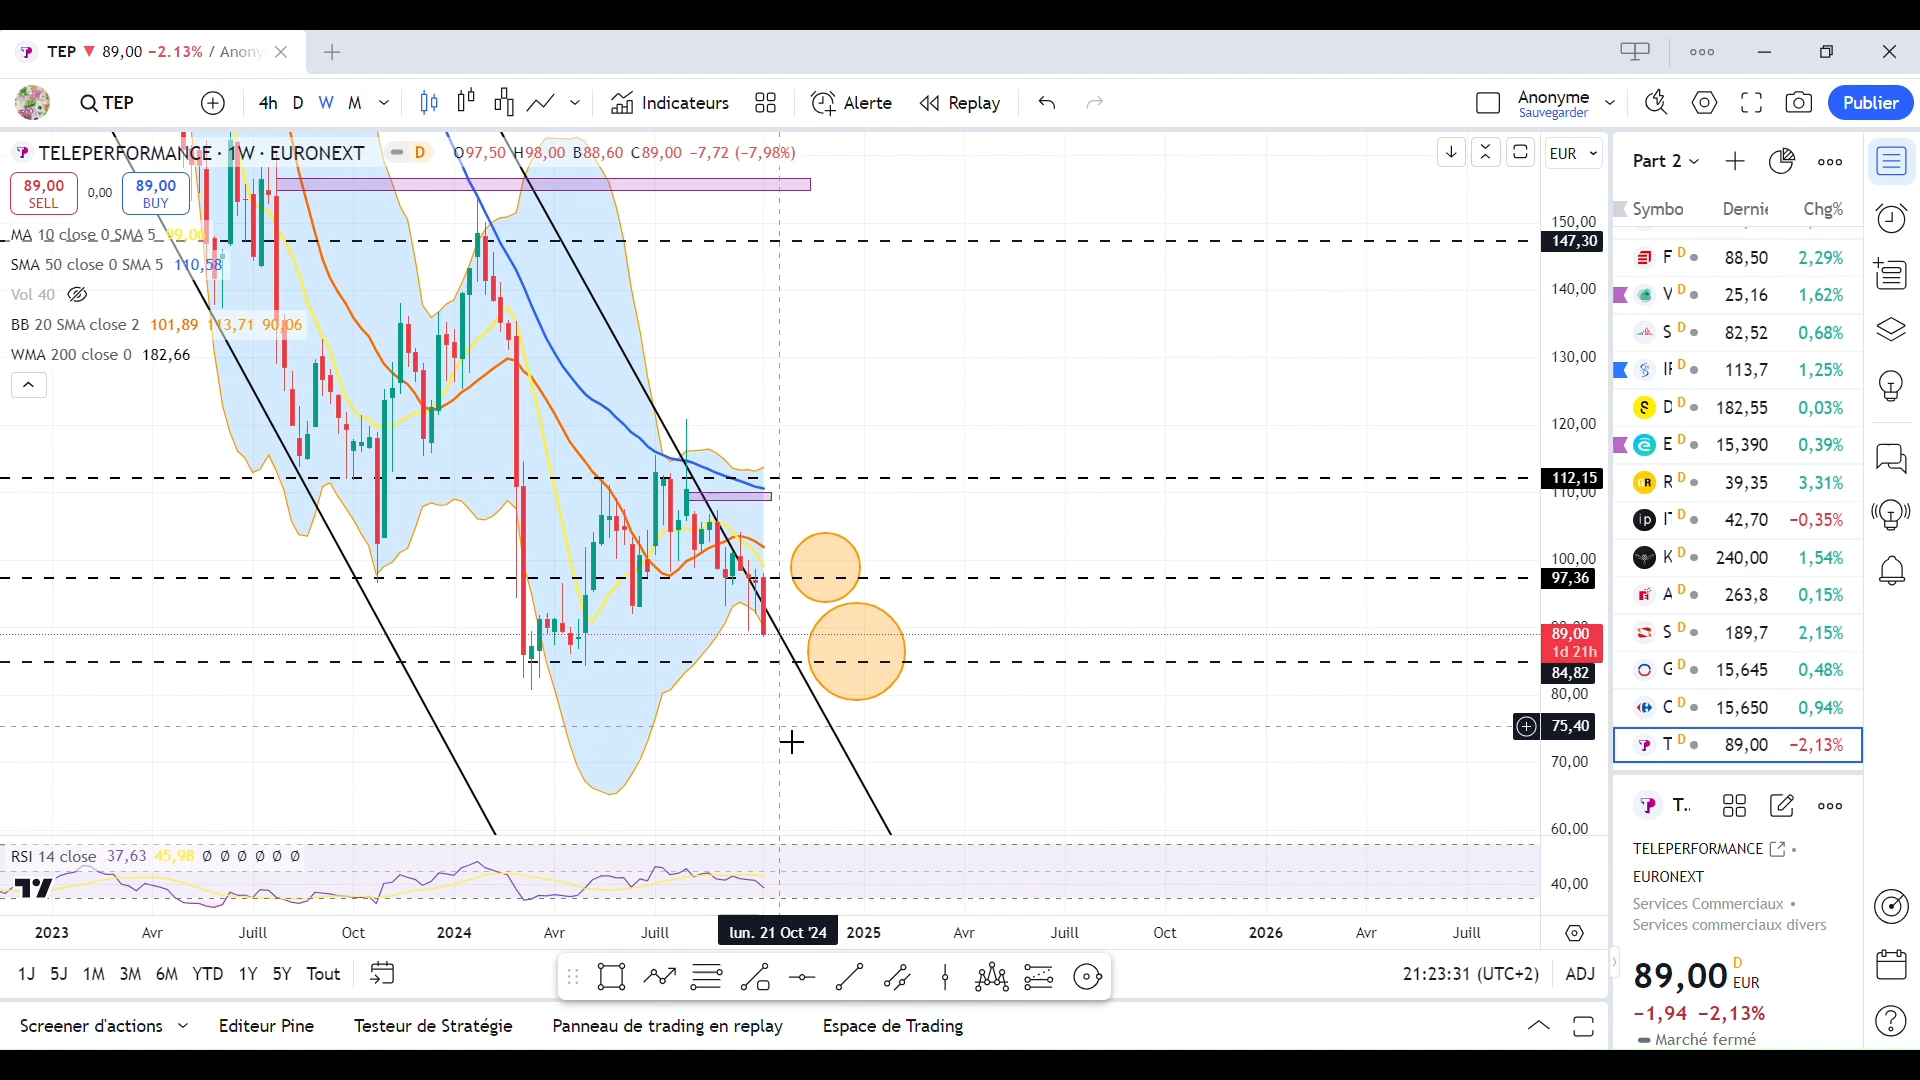 TEP ▼ 89,00 −2.13% / Anony
TEP 4h D W M Indicateurs Alerte Replay Anonyme Publier
Sauvegarder
TELEPERFORMANCE · 1W · EURONEXT D O97,50 H98,00 B88,60 C89,00 −7,72 (−7,98%) EUR
89,00 0,00 89,00
SELL BUY
MA 10 close 0 SMA 5 99,06
SMA 50 close 0 SMA 5 110,58
Vol 40
BB 20 SMA close 2 101,89 113,71 90,06
WMA 200 close 0 182,66
150,00
147,30
140,00
130,00
120,00
112,15
110,00
100,00
97,36
89,00
1d 21h
84,82
80,00
75,40
70,00
60,00
RSI 14 close 37,63 45,98 Ø Ø Ø Ø Ø Ø
40,00
2023 Avr Juill Oct 2024 Avr Juill lun. 21 Oct '24 2025 Avr Juill Oct 2026 Avr Juill
1J 5J 1M 3M 6M YTD 1Y 5Y Tout 21:23:31 (UTC+2) ADJ
Screener d'actions Editeur Pine Testeur de Stratégie Panneau de trading en replay Espace de Trading
Part 2
Symbo Dernie Chg%
F D 88,50 2,29%
V D 25,16 1,62%
S D 82,52 0,68%
D 113,7 1,25%
D D 182,55 0,03%
E D 15,390 0,39%
R D 39,35 3,31%
D 42,70 −0,35%
K D 240,00 1,54%
A D 263,8 0,15%
S D 189,7 2,15%
G D 15,645 0,48%
C D 15,650 0,94%
T D 89,00 −2,13%
T..
TELEPERFORMANCE
EURONEXT
Services Commerciaux •
Services commerciaux divers
89,00 D EUR
−1,94 −2,13%
Marché fermé